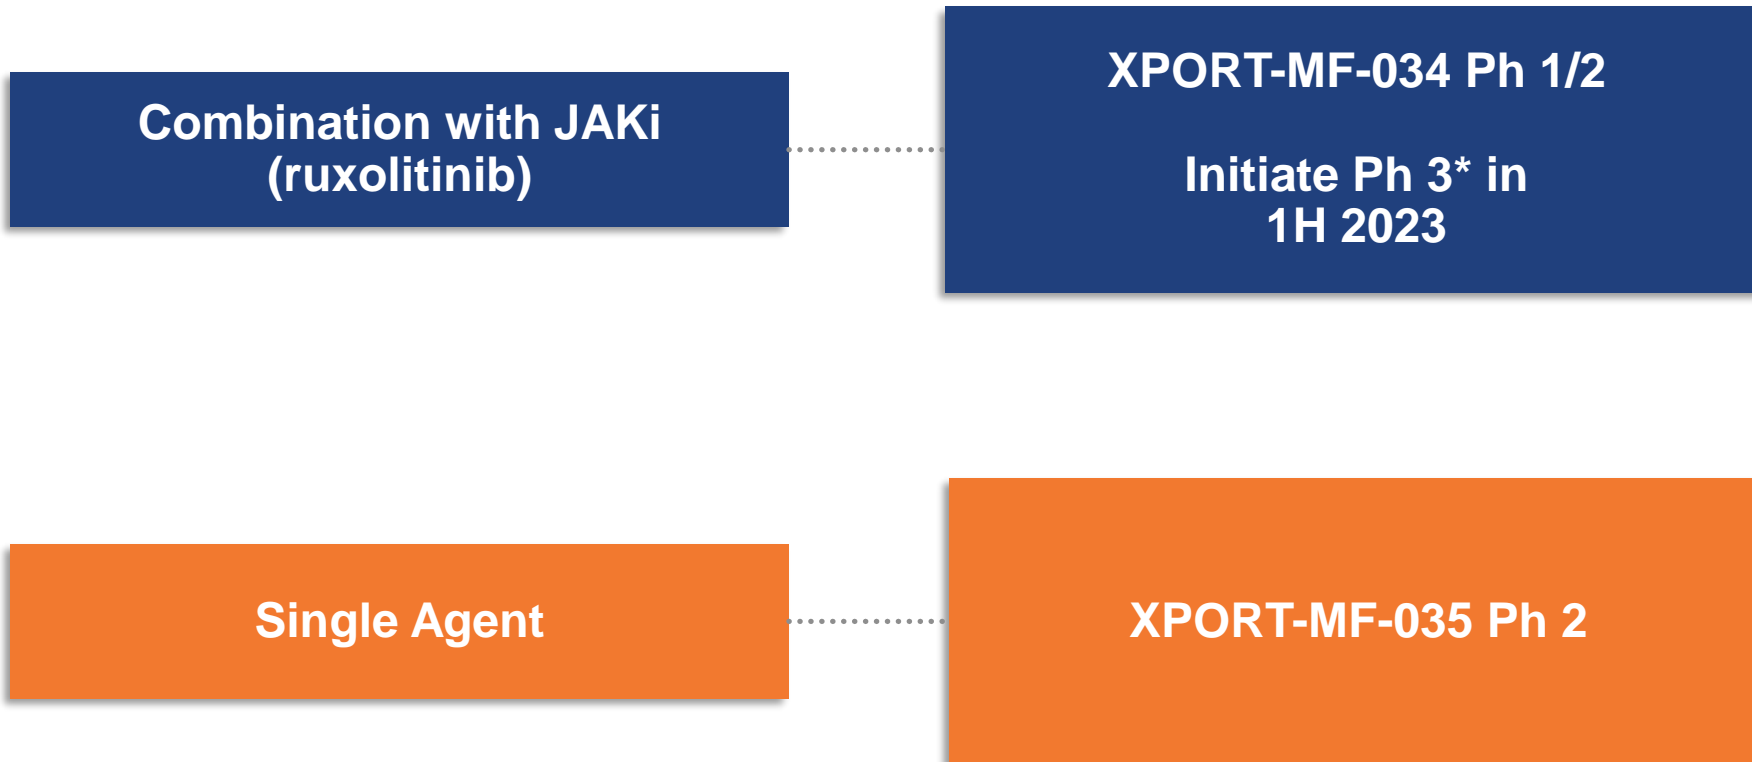 Combination with JAKi
(ruxolitinib)
XPORT-MF-034 Ph 1/2
Initiate Ph 3* in
1H 2023
Single Agent
XPORT-MF-035 Ph 2